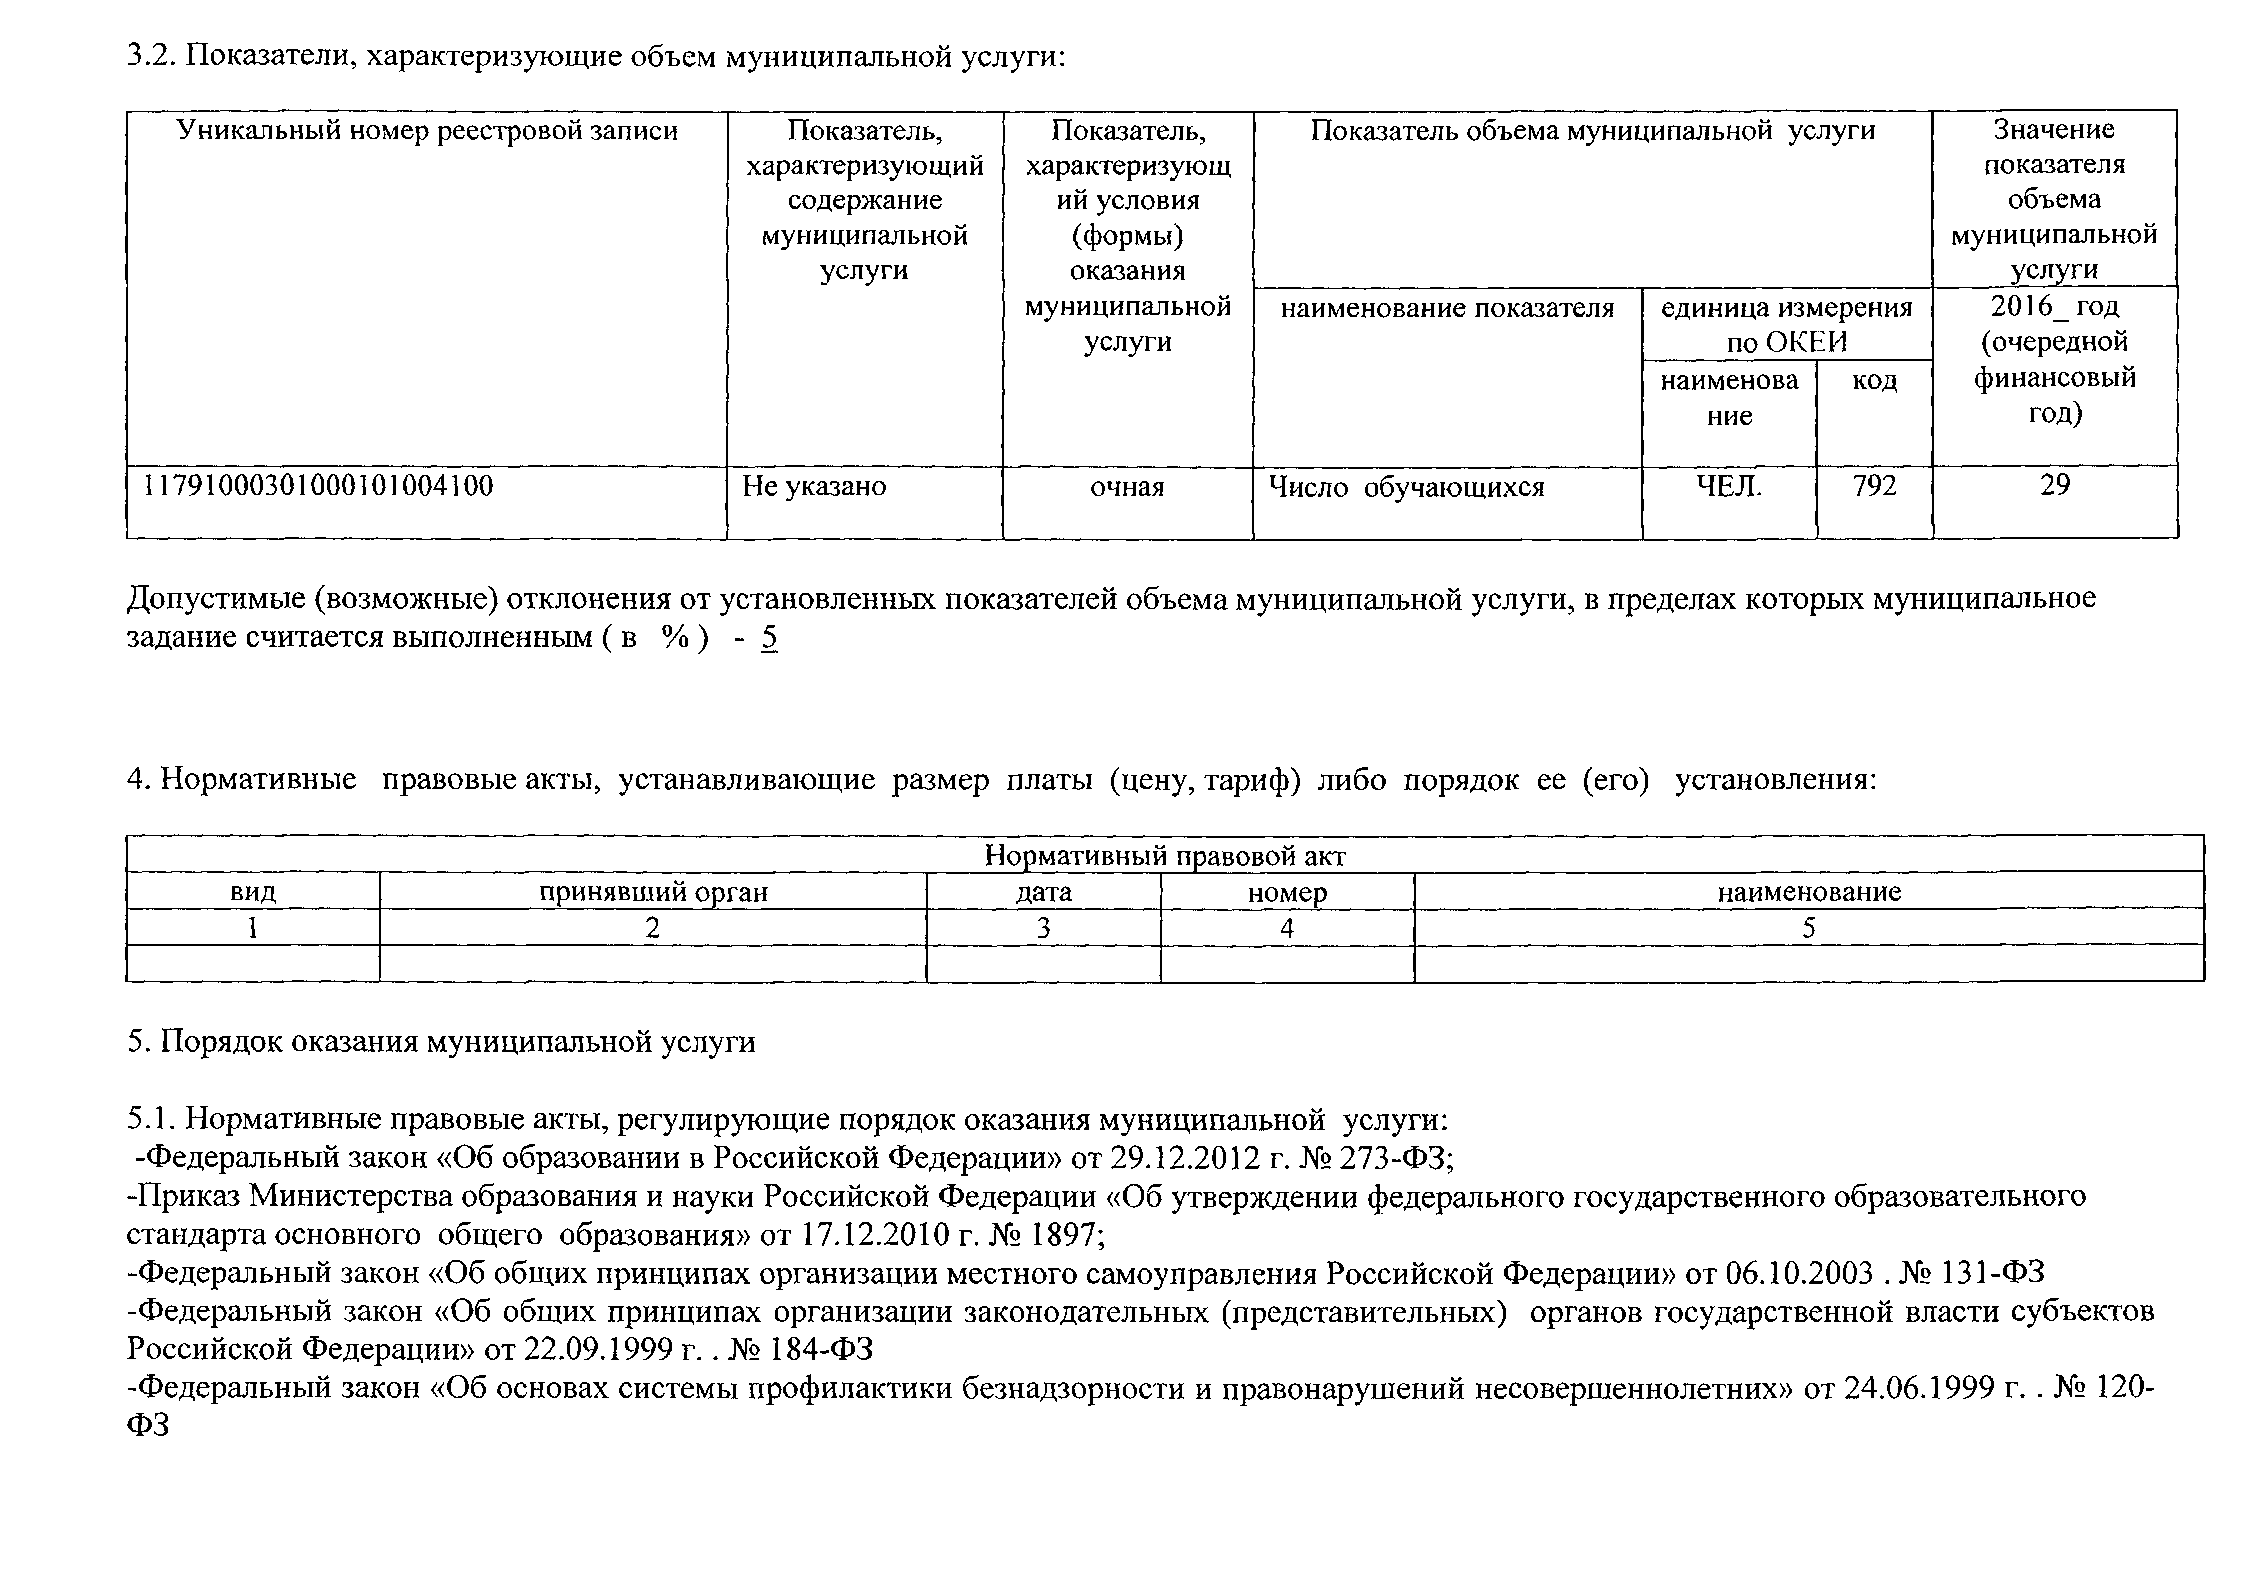 3.2. Показатели, характеризующие объем муниципальной услуги:
Уникальный номер реестровой записи
Показатель,
характеризующий
содержание
муниципальной
услуги
Показатель,
характеризующ
ий условия
(формы)
оказания
муниципальной
услуги
Показатель объема муниципальной услуги
Значение
показателя
объема
муниципальной
услуги
наименование показателя
единица измерения
по ОКЕИ
2016_ год
(очередной
финансовый
год)
наименова
ние
код
11791000301000101004100
Не указано
очная
Число обучающихся
ЧЕЛ.
792
29
Допустимые (возможные) отклонения от установленных показателей объема муниципальной услуги, в пределах которых муниципальное
задание считается выполненным ( в % ) - 5
4. Нормативные правовые акты, устанавливающие размер платы (цену, тариф) либо порядок ее (его) установления:
Нормативный правовой акт
вид принявший орган дата номер наименование
1 2 3 4 5
5. Порядок оказания муниципальной услуги
5.1. Нормативные правовые акты, регулирующие порядок оказания муниципальной услуги:
-Федеральный закон «Об образовании в Российской Федерации» от 29.12.2012 г. № 273-ФЗ;
-Приказ Министерства образования и науки Российской Федерации «Об утверждении федерального государственного образовательного
стандарта основного общего образования» от 17.12.2010 г. № 1897;
-Федеральный закон «Об общих принципах организации местного самоуправления Российской Федерации» от 06.10.2003 . № 131-ФЗ
-Федеральный закон «Об общих принципах организации законодательных (представительных) органов государственной власти субъектов
Российской Федерации» от 22.09.1999 г. . № 184-ФЗ
-Федеральный закон «Об основах системы профилактики безнадзорности и правонарушений несовершеннолетних» от 24.06.1999 г. . № 120-
ФЗ